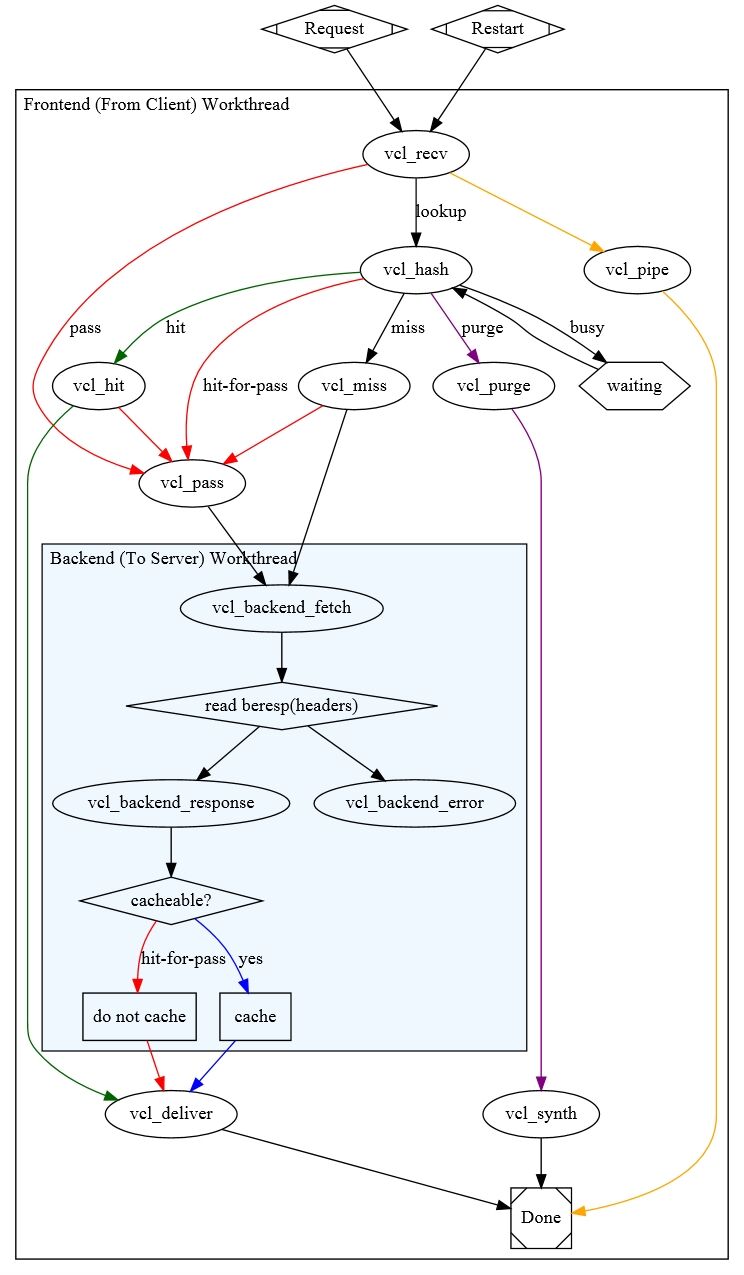 Request
Restart
Frontend (From Client) Workthread
vcl_recv
lookup
vcl_hash
vcl_pipe
pass
hit
miss
purge
busy
vcl_hit
hit-for-pass
vcl_miss
vcl_purge
waiting
vcl_pass
Backend (To Server) Workthread
vcl_backend_fetch
read beresp(headers)
vcl_backend_response
vcl_backend_error
cacheable?
hit-for-pass
yes
do not cache
cache
vcl_deliver
vcl_synth
Done